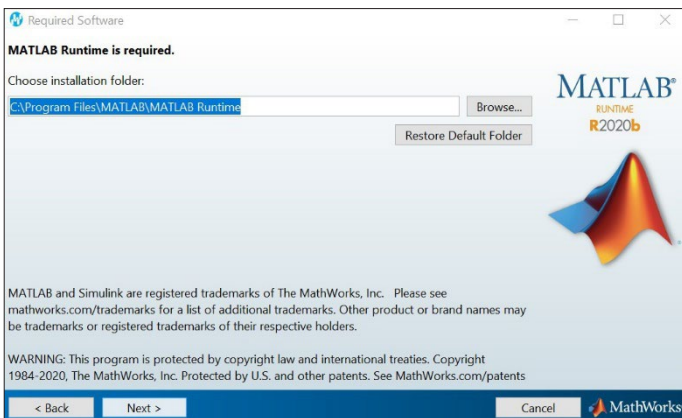 Required Software
MATLAB Runtime is required.
Choose installation folder:
C:\Program Files\MATLAB\MATLAB Runtime
Browse...
Restore Default Folder
MATLAB®
RUNTIME
R2020b
MATLAB and Simulink are registered trademarks of The MathWorks, Inc. Please see
mathworks.com/trademarks for a list of additional trademarks. Other product or brand names may
be trademarks or registered trademarks of their respective holders.
WARNING: This program is protected by copyright law and international treaties. Copyright
1984-2020, The MathWorks, Inc. Protected by U.S. and other patents. See MathWorks.com/patents
< Back
Next >
Cancel
MathWorks